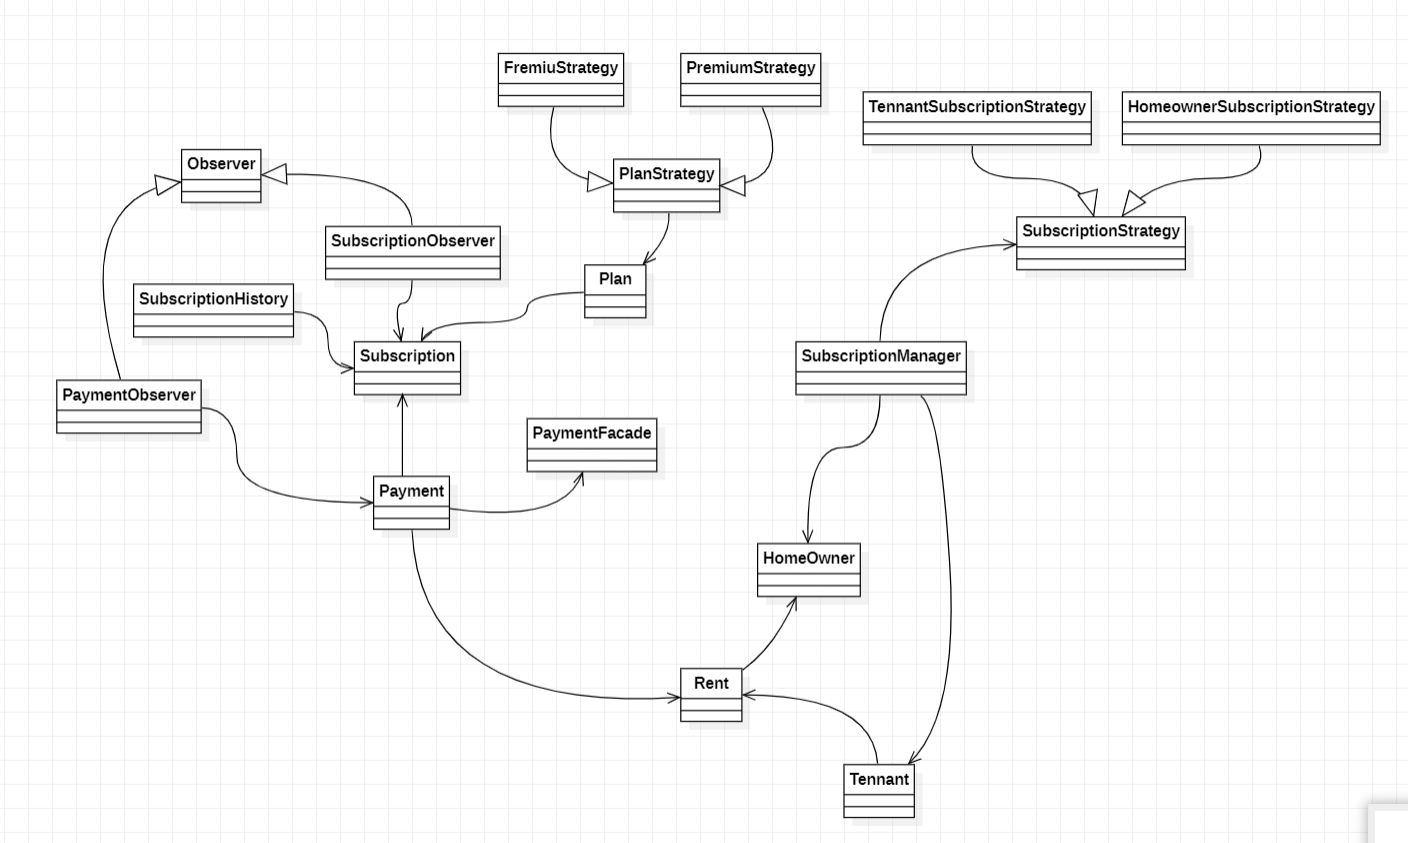 FremiuStrategy
PremiumStrategy
TennantSubscriptionStrategy
HomeownerSubscriptionStrategy
Observer
PlanStrategy
SubscriptionObserver
SubscriptionStrategy
Plan
SubscriptionHistory
Subscription
SubscriptionManager
PaymentObserver
PaymentFacade
Payment
HomeOwner
Rent
Tennant